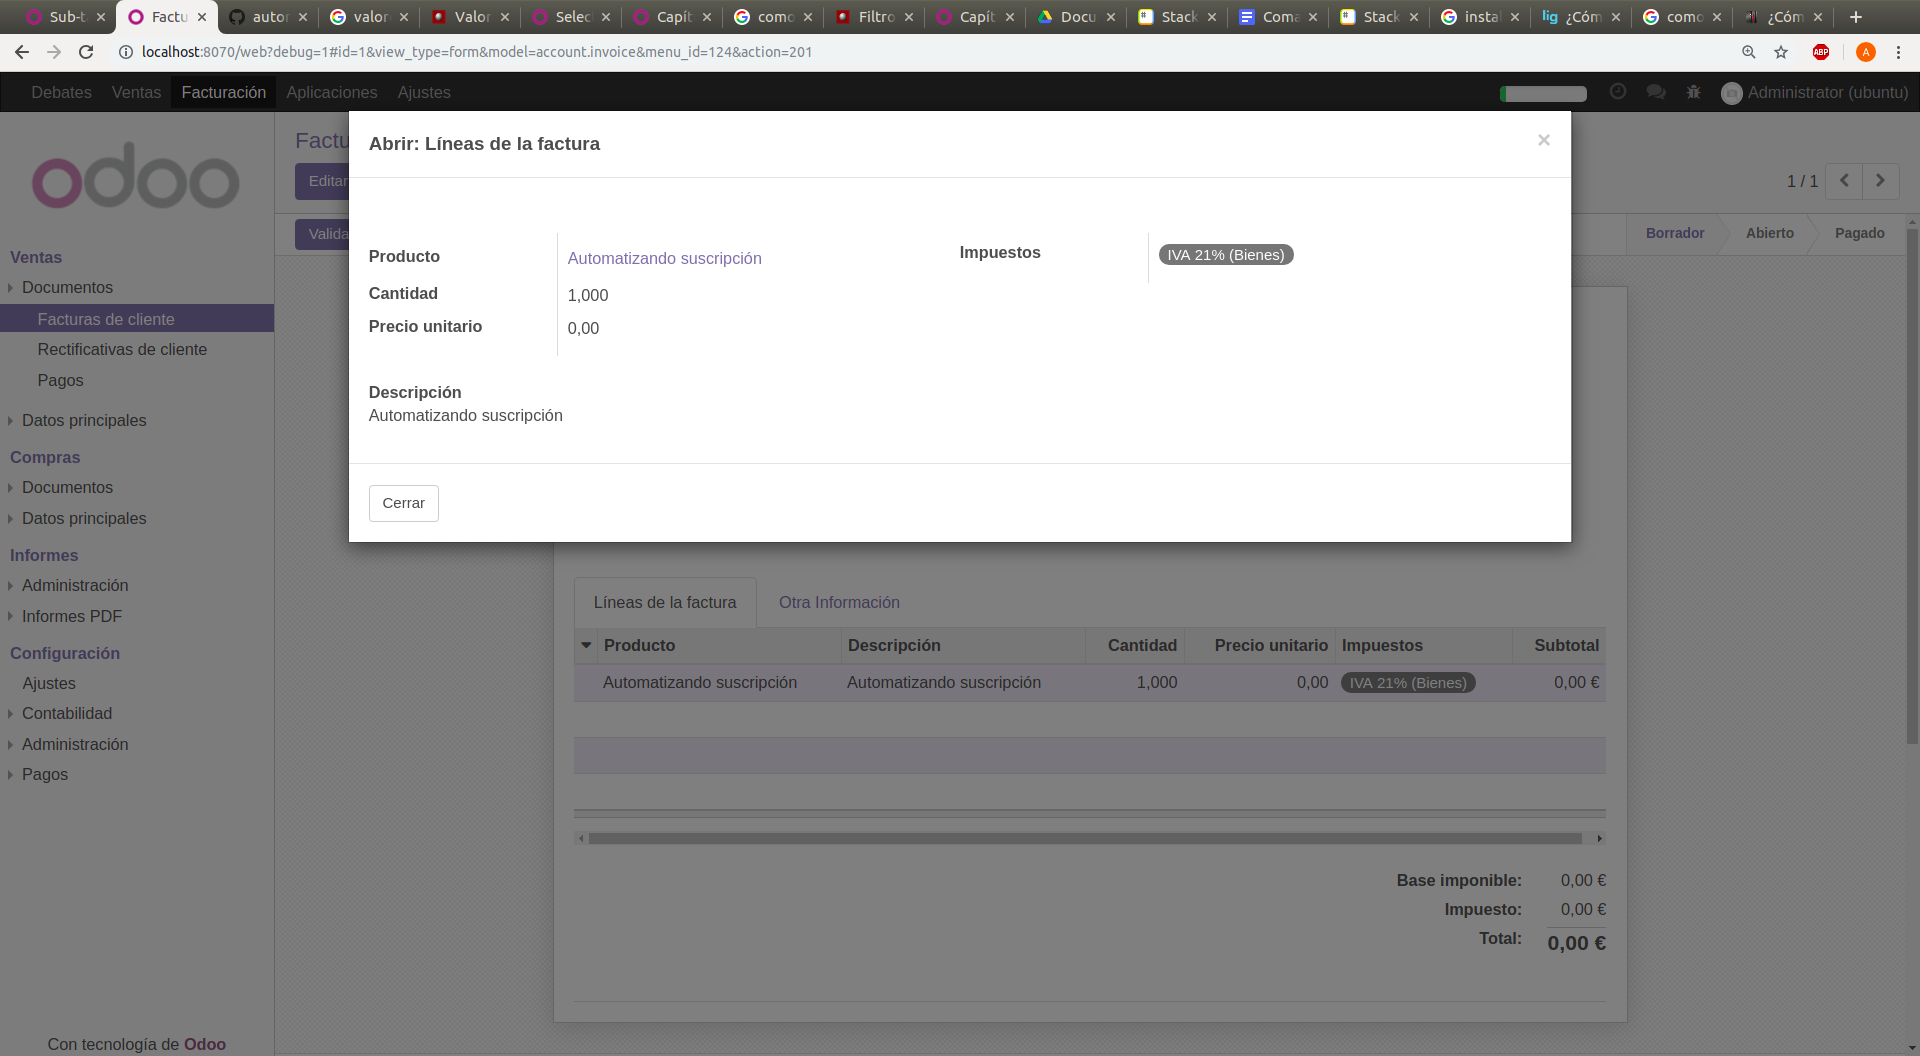 Sub-t
Factu
autor
valor
Valor
Selec
Capít
como
Filtro
Capít
Docu
Stack
Coma
Stack
insta
lig ¿Cóm
como
¿Cóm
localhost:8070/web?debug=1#id=1&view_type=form&model=account.invoice&menu_id=124&action=201
ABP
A
Debates Ventas Facturación Aplicaciones Ajustes
Administrator (ubuntu)
odoo
Ventas
Documentos
Facturas de cliente
Rectificativas de cliente
Pagos
Datos principales
Compras
Documentos
Datos principales
Informes
Administración
Informes PDF
Configuración
Ajustes
Contabilidad
Administración
Pagos
Con tecnología de Odoo
Factu
Editar
1 / 1
Valida
Borrador Abierto Pagado
Abrir: Líneas de la factura
×
Producto Automatizando suscripción
Cantidad 1,000
Precio unitario 0,00
Impuestos IVA 21% (Bienes)
Descripción
Automatizando suscripción
Cerrar
Líneas de la factura Otra Información
Producto Descripción Cantidad Precio unitario Impuestos Subtotal
Automatizando suscripción Automatizando suscripción 1,000 0,00 IVA 21% (Bienes) 0,00 €
Base imponible: 0,00 €
Impuesto: 0,00 €
Total: 0,00 €